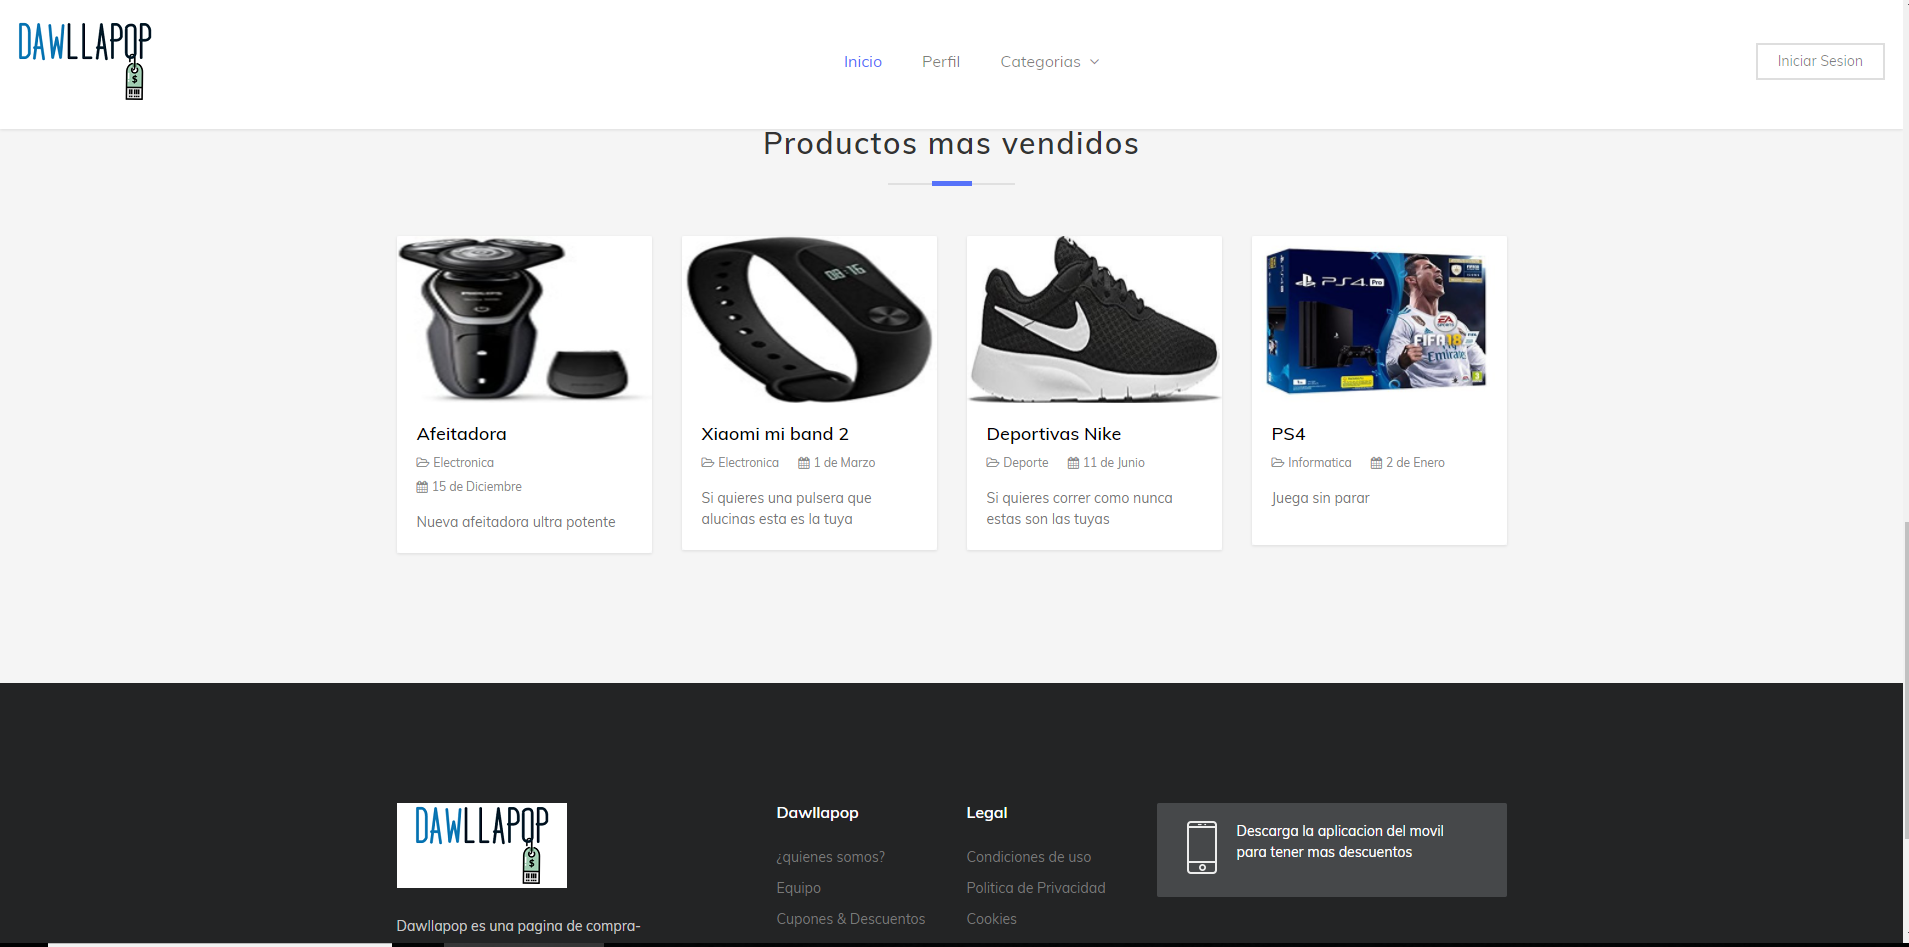 DAWLLAPOP
$
Inicio
Perfil
Categorias
Iniciar Sesion
Productos mas vendidos
PHILIPS
08:16
PS4 Pro
EA
SPORTS
FIFA 18
Emirates
Afeitadora
Electronica
15 de Diciembre
Nueva afeitadora ultra potente
Xiaomi mi band 2
Electronica 1 de Marzo
Si quieres una pulsera que
alucinas esta es la tuya
Deportivas Nike
Deporte 11 de Junio
Si quieres correr como nunca
estas son las tuyas
PS4
Informatica 2 de Enero
Juega sin parar
DAWLLAPOP
$
Dawllapop es una pagina de compra-
Dawllapop
¿quienes somos?
Equipo
Cupones & Descuentos
Legal
Condiciones de uso
Politica de Privacidad
Cookies
Descarga la aplicacion del movil
para tener mas descuentos